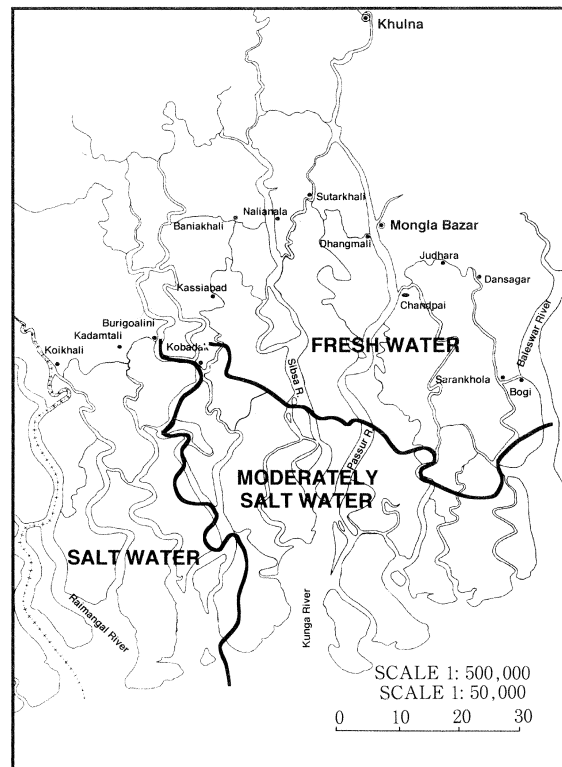 Khulna
Sutarkhali
Nalianala
Baniakhali
Mongla Bazar
Dhangmali
Judhara
Dansagar
Kassiabad
Chandpai
Baleswar River
Burigoalini
Kadamtali
Kobadak
Koikhali
FRESH WATER
Sibsa R.
Sarankhola
Bogi
Passur R.
MODERATELY
SALT WATER
SALT WATER
Raimangal River
Kunga River
SCALE 1: 500,000
SCALE 1: 50,000
0 10 20 30